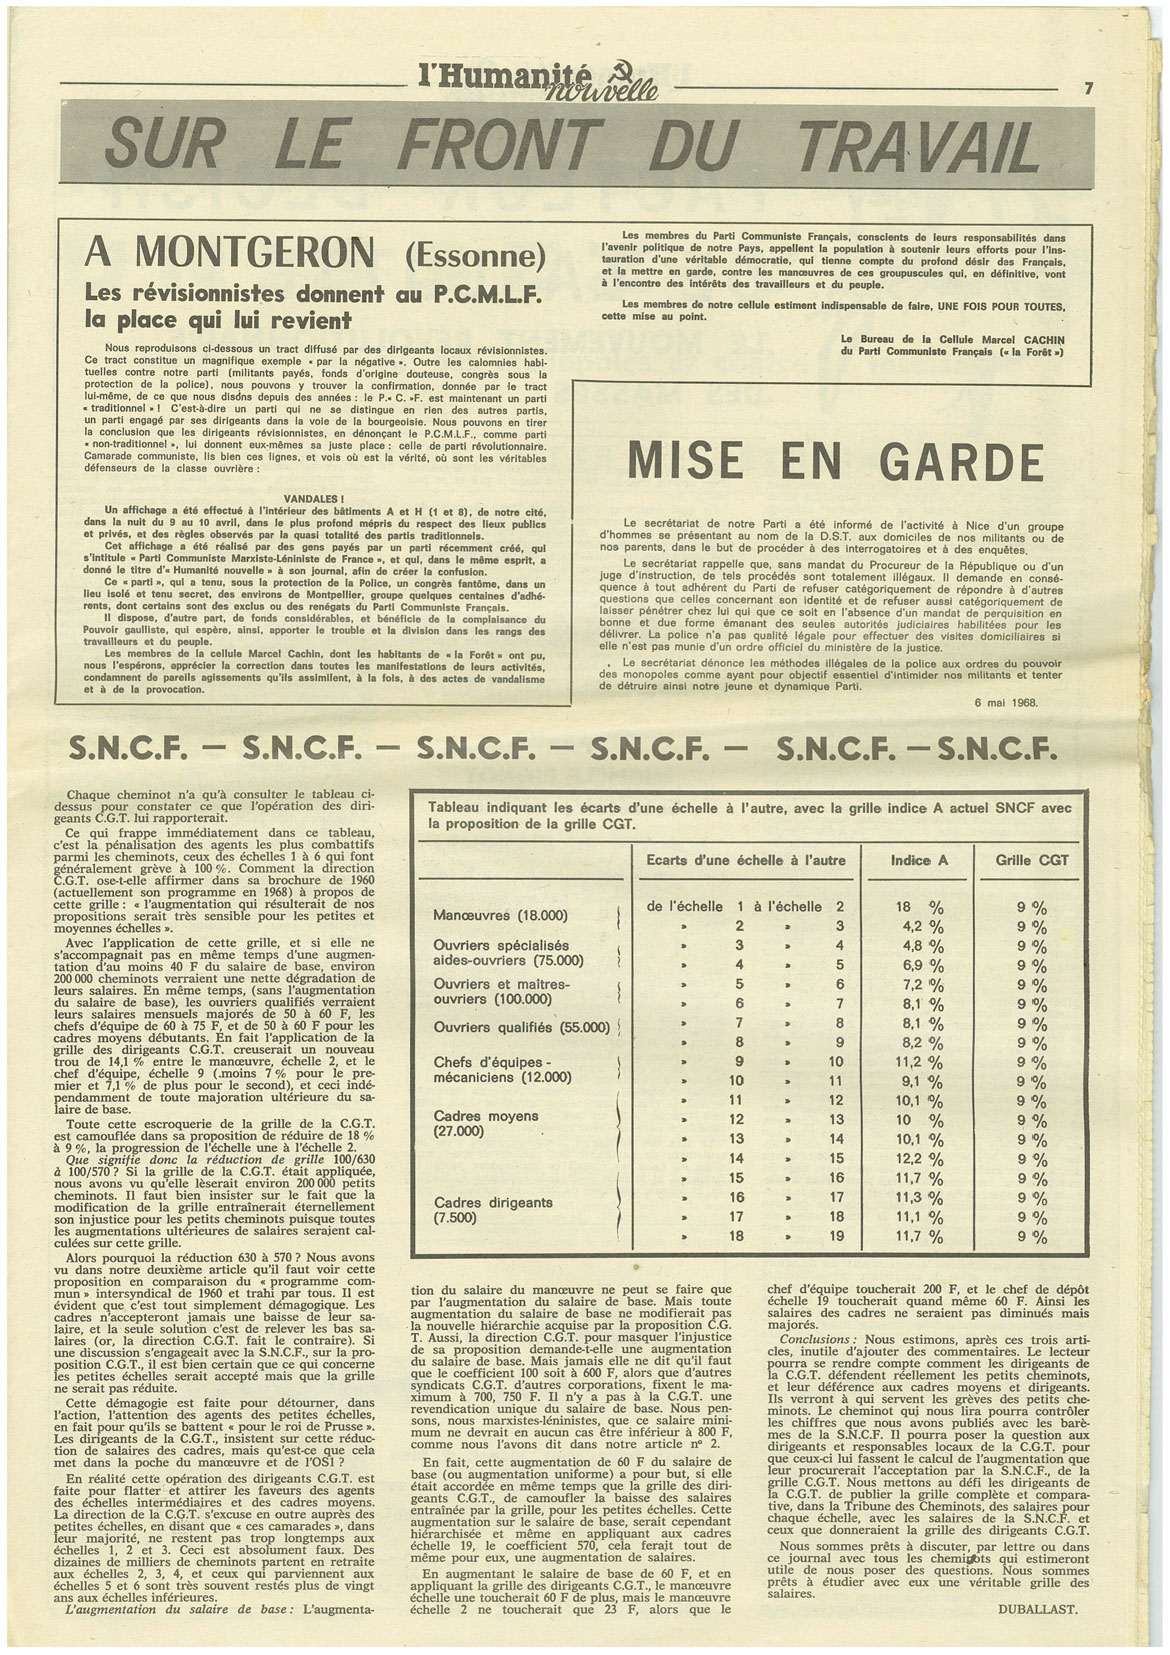 l'Humanité nouvelle
7
SUR LE FRONT DU TRAVAIL
A MONTGERON (Essonne)
Les révisionnistes donnent au P.C.M.L.F.
la place qui lui revient
Nous reproduisons ci-dessous un tract diffusé par des dirigeants locaux révisionnistes.
Ce tract constitue un magnifique exemple « par la négative ». Outre les calomnies habi-
tuelles contre notre parti (militants payés, fonds d'origine douteuse, congrès sous la
protection de la police), nous pouvons y trouver la confirmation, donnée par le tract
lui-même, de ce que nous disons depuis des années : le P.« C. »F. est maintenant un parti
« traditionnel » ! C'est-à-dire un parti qui ne se distingue en rien des autres partis,
un parti engagé par ses dirigeants dans la voie de la bourgeoisie. Nous pouvons en tirer
la conclusion que les dirigeants révisionnistes, en dénonçant le P.C.M.L.F., comme parti
« non-traditionnel », lui donnent eux-mêmes sa juste place : celle de parti révolutionnaire.
Camarade communiste, lis bien ces lignes, et vois où est la vérité, où sont les véritables
défenseurs de la classe ouvrière :
VANDALES !
Un affichage a été effectué à l'intérieur des bâtiments A et H (1 et 8), de notre cité,
dans la nuit du 9 au 10 avril, dans le plus profond mépris du respect des lieux publics
et privés, et des règles observés par la quasi totalité des partis traditionnels.
Cet affichage a été réalisé par des gens payés par un parti récemment créé, qui
s'intitule « Parti Communiste Marxiste-Léniniste de France », et qui, dans le même esprit, a
donné le titre d'« Humanité nouvelle » à son journal, afin de créer la confusion.
Ce « parti », qui a tenu, sous la protection de la Police, un congrès fantôme, dans un
lieu isolé et tenu secret, des environs de Montpellier, groupe quelques centaines d'adhé-
rents, dont certains sont des exclus ou des renégats du Parti Communiste Français.
Il dispose, d'autre part, de fonds considérables, et bénéficie de la complaisance du
Pouvoir gaulliste, qui espère, ainsi, apporter le trouble et la division dans les rangs des
travailleurs et du peuple.
Les membres de la cellule Marcel Cachin, dont les habitants de « la Forêt » ont pu,
nous l'espérons, apprécier la correction dans toutes les manifestations de leurs activités,
condamnent de pareils agissements qu'ils assimilent, à la fois, à des actes de vandalisme
et à de la provocation.
Les membres du Parti Communiste Français, conscients de leurs responsabilités dans
l'avenir politique de notre Pays, appellent la population à soutenir leurs efforts pour l'ins-
tauration d'une véritable démocratie, qui tienne compte du profond désir des Français,
et la mettre en garde, contre les manœuvres de ces groupuscules qui, en définitive, vont
à l'encontre des intérêts des travailleurs et du peuple.
Les membres de notre cellule estiment indispensable de faire, UNE FOIS POUR TOUTES,
cette mise au point.
Le Bureau de la Cellule Marcel CACHIN
du Parti Communiste Français (« la Forêt »)
MISE EN GARDE
Le secrétariat de notre Parti a été informé de l'activité à Nice d'un groupe
d'hommes se présentant au nom de la D.S.T. aux domiciles de nos militants ou de
nos parents, dans le but de procéder à des interrogatoires et à des enquêtes.
Le secrétariat rappelle que, sans mandat du Procureur de la République ou d'un
juge d'instruction, de tels procédés sont totalement illégaux. Il demande en consé-
quence à tout adhérent du Parti de refuser catégoriquement de répondre à d'autres
questions que celles concernant son identité et de refuser aussi catégoriquement de
laisser pénétrer chez lui qui que ce soit en l'absence d'un mandat de perquisition en
bonne et due forme émanant des seules autorités judiciaires habilitées pour les
délivrer. La police n'a pas qualité légale pour effectuer des visites domiciliaires si
elle n'est pas munie d'un ordre officiel du ministère de la justice.
Le secrétariat dénonce les méthodes illégales de la police aux ordres du pouvoir
des monopoles comme ayant pour objectif essentiel d'intimider nos militants et tenter
de détruire ainsi notre jeune et dynamique Parti.
6 mai 1968.
S.N.C.F. — S.N.C.F. — S.N.C.F. — S.N.C.F. — S.N.C.F. — S.N.C.F.
Chaque cheminot n'a qu'à consulter le tableau ci-
dessus pour constater ce que l'opération des diri-
geants C.G.T. lui rapporterait.
Ce qui frappe immédiatement dans ce tableau,
c'est la pénalisation des agents les plus combattifs
parmi les cheminots, ceux des échelles 1 à 6 qui font
généralement grève à 100 %. Comment la direction
C.G.T. ose-t-elle affirmer dans sa brochure de 1960
(actuellement son programme en 1968) à propos de
cette grille : « l'augmentation qui résulterait de nos
propositions serait très sensible pour les petites et
moyennes échelles ».
Avec l'application de cette grille, et si elle ne
s'accompagnait pas en même temps d'une augmen-
tation d'au moins 40 F du salaire de base, environ
200 000 cheminots verraient une nette dégradation de
leurs salaires. En même temps, (sans l'augmentation
du salaire de base), les ouvriers qualifiés verraient
leurs salaires mensuels majorés de 50 à 60 F, les
chefs d'équipe de 60 à 75 F, et de 50 à 60 F pour les
cadres moyens débutants. En fait l'application de la
grille des dirigeants C.G.T. creuserait un nouveau
trou de 14,1 % entre le manœuvre, échelle 2, et le
chef d'équipe, échelle 9 (.moins 7 % pour le pre-
mier et 7,1 % de plus pour le second), et ceci indé-
pendamment de toute majoration ultérieure du sa-
laire de base.
Toute cette escroquerie de la grille de la C.G.T.
est camouflée dans sa proposition de réduire de 18 %
à 9 %, la progression de l'échelle une à l'échelle 2.
Que signifie donc la réduction de grille 100/630
à 100/570 ? Si la grille de la C.G.T. était appliquée,
nous avons vu qu'elle lèserait environ 200 000 petits
cheminots. Il faut bien insister sur le fait que la
modification de la grille entraînerait éternellement
son injustice pour les petits cheminots puisque toutes
les augmentations ultérieures de salaires seraient cal-
culées sur cette grille.
Alors pourquoi la réduction 630 à 570 ? Nous avons
vu dans notre deuxième article qu'il faut voir cette
proposition en comparaison du « programme com-
mun » intersyndical de 1960 et trahi par tous. Il est
évident que c'est tout simplement démagogique. Les
cadres n'accepteront jamais une baisse de leur sa-
laire, et la seule solution c'est de relever les bas sa-
laires (or, la direction C.G.T. fait le contraire). Si
une discussion s'engageait avec la S.N.C.F., sur la pro-
position C.G.T., il est bien certain que ce qui concerne
les petites échelles serait accepté mais que la grille
ne serait pas réduite.
Cette démagogie est faite pour détourner, dans
l'action, l'attention des agents des petites échelles,
en fait pour qu'ils se battent « pour le roi de Prusse ».
Les dirigeants de la C.G.T., insistent sur cette réduc-
tion de salaires des cadres, mais qu'est-ce que cela
met dans la poche du manœuvre et de l'OS1 ?
En réalité cette opération des dirigeants C.G.T. est
faite pour flatter et attirer les faveurs des agents
des échelles intermédiaires et des cadres moyens.
La direction de la C.G.T. s'excuse en outre auprès des
petites échelles, en disant que « ces camarades », dans
leur majorité, ne restent pas trop longtemps aux
échelles 1, 2 et 3. Ceci est absolument faux. Des
dizaines de milliers de cheminots partent en retraite
aux échelles 2, 3, 4, et ceux qui parviennent aux
échelles 5 et 6 sont très souvent restés plus de vingt
ans aux échelles inférieures.
L'augmentation du salaire de base : L'augmenta-
Tableau indiquant les écarts d'une échelle à l'autre, avec la grille indice A actuel SNCF avec
la proposition de la grille CGT.
Ecarts d'une échelle à l'autre Indice A Grille CGT
Manœuvres (18.000)
de l'échelle 1 à l'échelle 2 18 % 9 %
» 2 » 3 4,2 % 9 %
Ouvriers spécialisés
aides-ouvriers (75.000)
» 3 » 4 4,8 % 9 %
» 4 » 5 6,9 % 9 %
Ouvriers et maîtres-
ouvriers (100.000)
» 5 » 6 7,2 % 9 %
» 6 » 7 8,1 % 9 %
Ouvriers qualifiés (55.000)
» 7 » 8 8,1 % 9 %
» 8 » 9 8,2 % 9 %
Chefs d'équipes -
mécaniciens (12.000)
» 9 » 10 11,2 % 9 %
» 10 » 11 9,1 % 9 %
Cadres moyens
(27.000)
» 11 » 12 10,1 % 9 %
» 12 » 13 10 % 9 %
» 13 » 14 10,1 % 9 %
» 14 » 15 12,2 % 9 %
Cadres dirigeants
(7.500)
» 15 » 16 11,7 % 9 %
» 16 » 17 11,3 % 9 %
» 17 » 18 11,1 % 9 %
» 18 » 19 11,7 % 9 %
tion du salaire du manœuvre ne peut se faire que
par l'augmentation du salaire de base. Mais toute
augmentation du salaire de base ne modifierait pas
la nouvelle hiérarchie acquise par la proposition C.G.
T. Aussi, la direction C.G.T. pour masquer l'injustice
de sa proposition demande-t-elle une augmentation
du salaire de base. Mais jamais elle ne dit qu'il faut
que le coefficient 100 soit à 600 F, alors que d'autres
syndicats C.G.T. d'autres corporations, fixent le ma-
ximum à 700, 750 F. Il n'y a pas à la C.G.T. une
revendication unique du salaire de base. Nous pen-
sons, nous marxistes-léninistes, que ce salaire mini-
mum ne devrait en aucun cas être inférieur à 800 F,
comme nous l'avons dit dans notre article n° 2.
En fait, cette augmentation de 60 F du salaire de
base (ou augmentation uniforme) a pour but, si elle
était accordée en même temps que la grille des diri-
geants C.G.T., de camoufler la baisse des salaires
entraînée par la grille, pour les petites échelles. Cette
augmentation sur le salaire de base, serait cependant
hiérarchisée et même en appliquant aux cadres
échelle 19, le coefficient 570, cela ferait tout de
même pour eux, une augmentation de salaires.
En augmentant le salaire de base de 60 F, et en
appliquant la grille des dirigeants C.G.T., le manœuvre
échelle une toucherait 60 F de plus, mais le manœuvre
échelle 2 ne toucherait que 23 F, alors que le
chef d'équipe toucherait 200 F, et le chef de dépôt
échelle 19 toucherait quand même 60 F. Ainsi les
salaires des cadres ne seraient pas diminués mais
majorés.
Conclusions : Nous estimons, après ces trois arti-
cles, inutile d'ajouter des commentaires. Le lecteur
pourra se rendre compte comment les dirigeants de
la C.G.T. défendent réellement les petits cheminots,
et leur déférence aux cadres moyens et dirigeants.
Ils verront à qui servent les grèves des petits che-
minots. Le cheminot qui nous lira pourra contrôler
les chiffres que nous avons publiés avec les barè-
mes de la S.N.C.F. Il pourra poser la question aux
dirigeants et responsables locaux de la C.G.T. pour
que ceux-ci lui fassent le calcul de l'augmentation que
leur procurerait l'acceptation par la S.N.C.F., de la
grille C.G.T. Nous mettons au défi les dirigeants de
la C.G.T. de publier la grille complète et compara-
tive, dans la Tribune des Cheminots, des salaires pour
chaque échelle, avec les salaires de la S.N.C.F. et
ceux que donneraient la grille des dirigeants C.G.T.
Nous sommes prêts à discuter, par lettre ou dans
ce journal avec tous les cheminots qui estimeront
utile de nous poser des questions. Nous sommes
prêts à étudier avec eux une véritable grille des
salaires.
DUBALLAST.